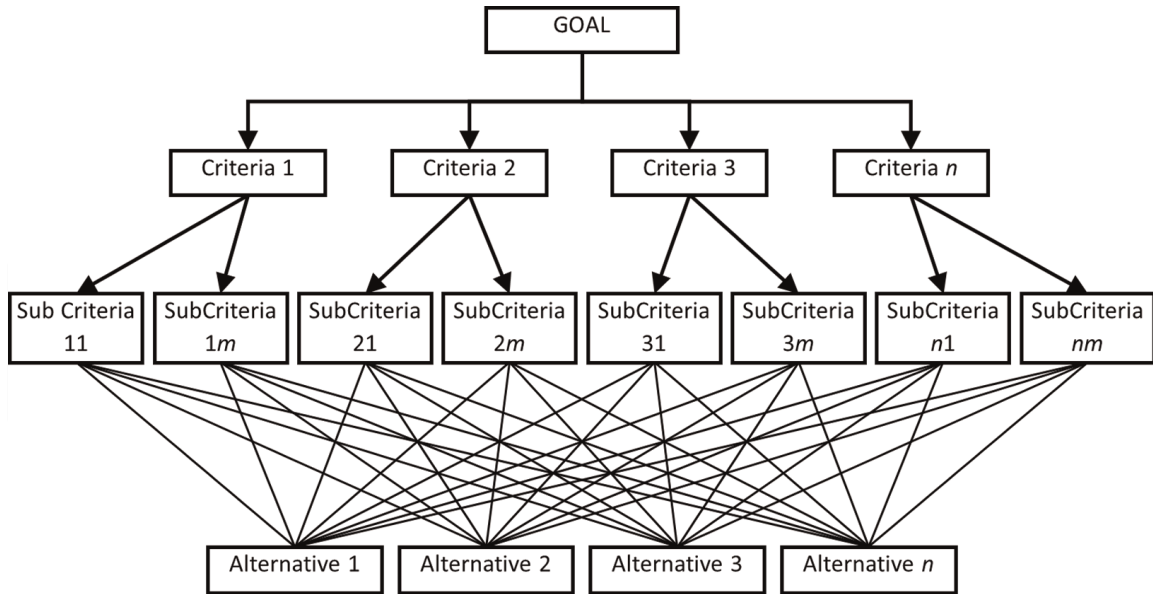 GOAL
Criteria 1
Criteria 2
Criteria 3
Criteria n
Sub Criteria
11
SubCriteria
1m
SubCriteria
21
SubCriteria
2m
SubCriteria
31
SubCriteria
3m
SubCriteria
n1
SubCriteria
nm
Alternative 1
Alternative 2
Alternative 3
Alternative n